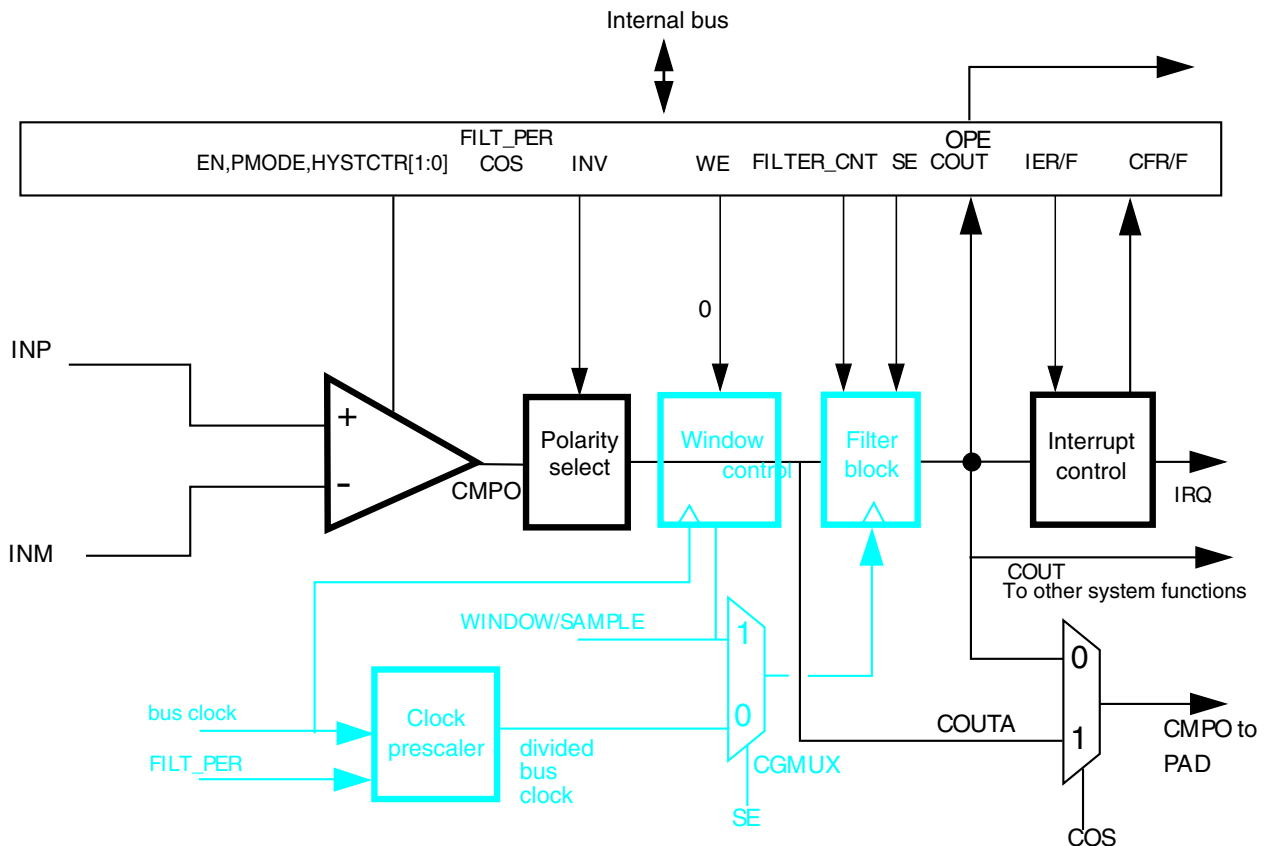 Internal bus
FILT_PER
OPE
EN,PMODE,HYSTCTR[1:0]
COS
INV
WE
FILTER_CNT
SE
COUT
IER/F
CFR/F
0
INP
+
-
INM
CMPO
Polarity
select
Window
control
Filter
block
Interrupt
control
IRQ
COUT
To other system functions
WINDOW/SAMPLE
1
0
CGMUX
SE
bus clock
FILT_PER
Clock
prescaler
divided
bus
clock
COUTA
0
1
CMPO to
PAD
COS